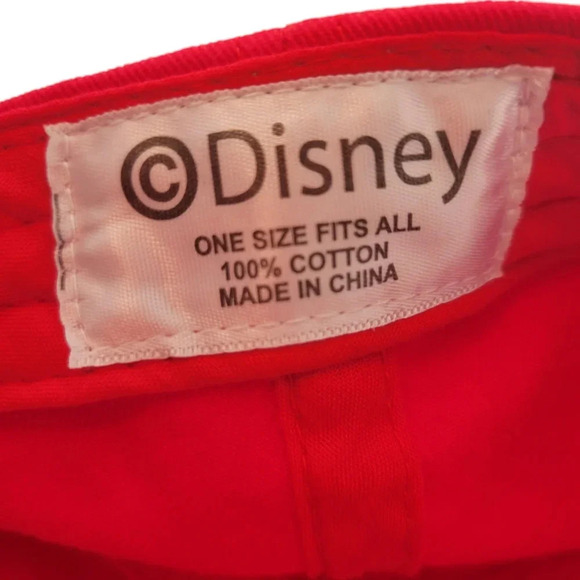 ©Disney
ONE SIZE FITS ALL
100% COTTON
MADE IN CHINA